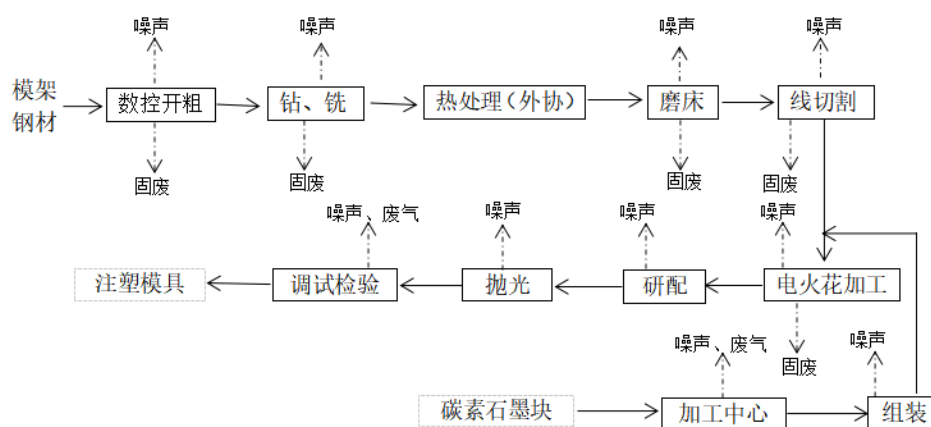 噪声
噪声
噪声
噪声
模架
钢材
数控开粗
钻、铣
热处理（外协）
磨床
线切割
固废
固废
固废
固废
噪声、废气
噪声
噪声
噪声
注塑模具
调试检验
抛光
研配
电火花加工
噪声、废气
固废
噪声
碳素石墨块
加工中心
组装